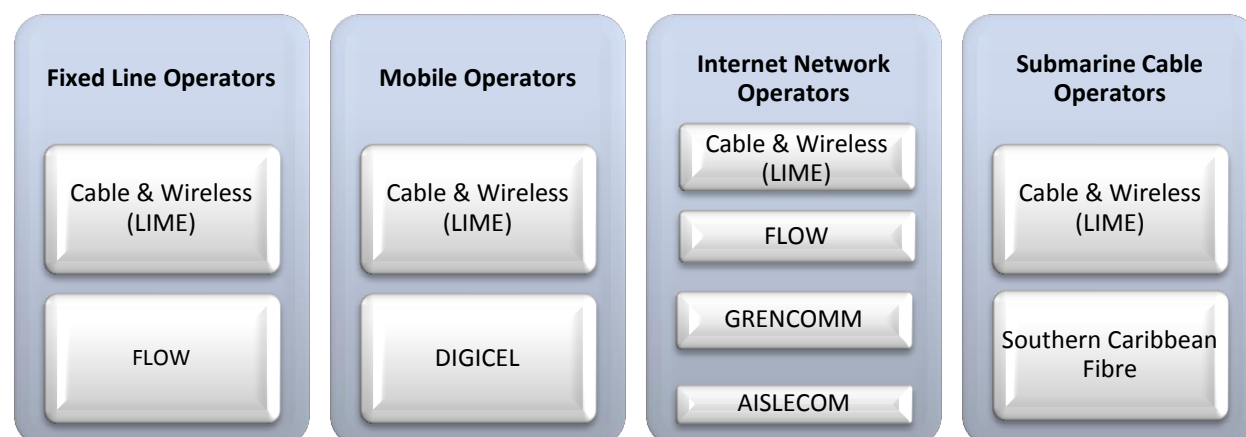 Fixed Line Operators
Cable & Wireless
(LIME)
FLOW
Mobile Operators
Cable & Wireless
(LIME)
DIGICEL
Internet Network
Operators
Cable & Wireless
(LIME)
FLOW
GRENCOMM
AISLECOM
Submarine Cable
Operators
Cable & Wireless
(LIME)
Southern Caribbean
Fibre